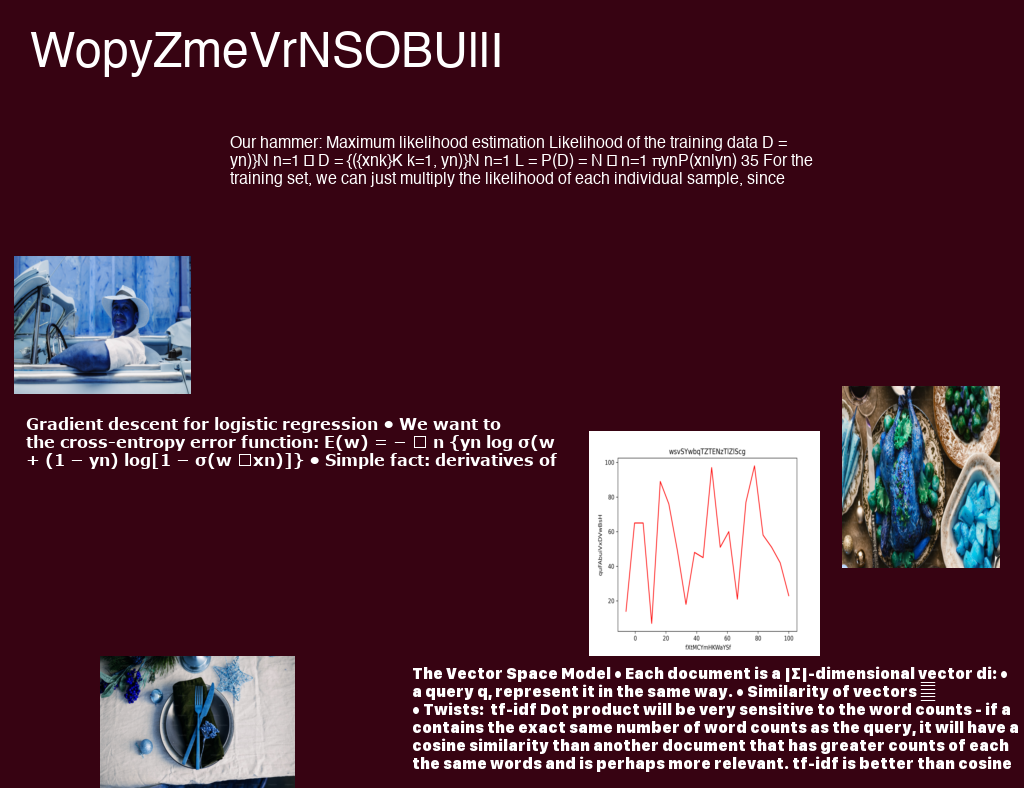 WopyZmeVrNSOBUlll
Our hammer: Maximum likelihood estimation Likelihood of the training data D =
yn)}N n=1 � D = {({xnk}K k=1, yn)}N n=1 L = P(D) = N � n=1 πynP(xn|yn) 35 For the
training set, we can just multiply the likelihood of each individual sample, since
Gradient descent for logistic regression • We want to
the cross-entropy error function: E(w) = − � n {yn log σ(w
+ (1 − yn) log[1 − σ(w �xn)]} • Simple fact: derivatives of
wsvSYwbqTZTENzTlZlScg
100
80
60
40
20
0 20 40 60 80 100
The Vector Space Model • Each document is a |Σ|-dimensional vector di: •
a query q, represent it in the same way. • Similarity of vectors
• Twists: tf-idf Dot product will be very sensitive to the word counts - if a
contains the exact same number of word counts as the query, it will have a
cosine similarity than another document that has greater counts of each
the same words and is perhaps more relevant. tf-idf is better than cosine